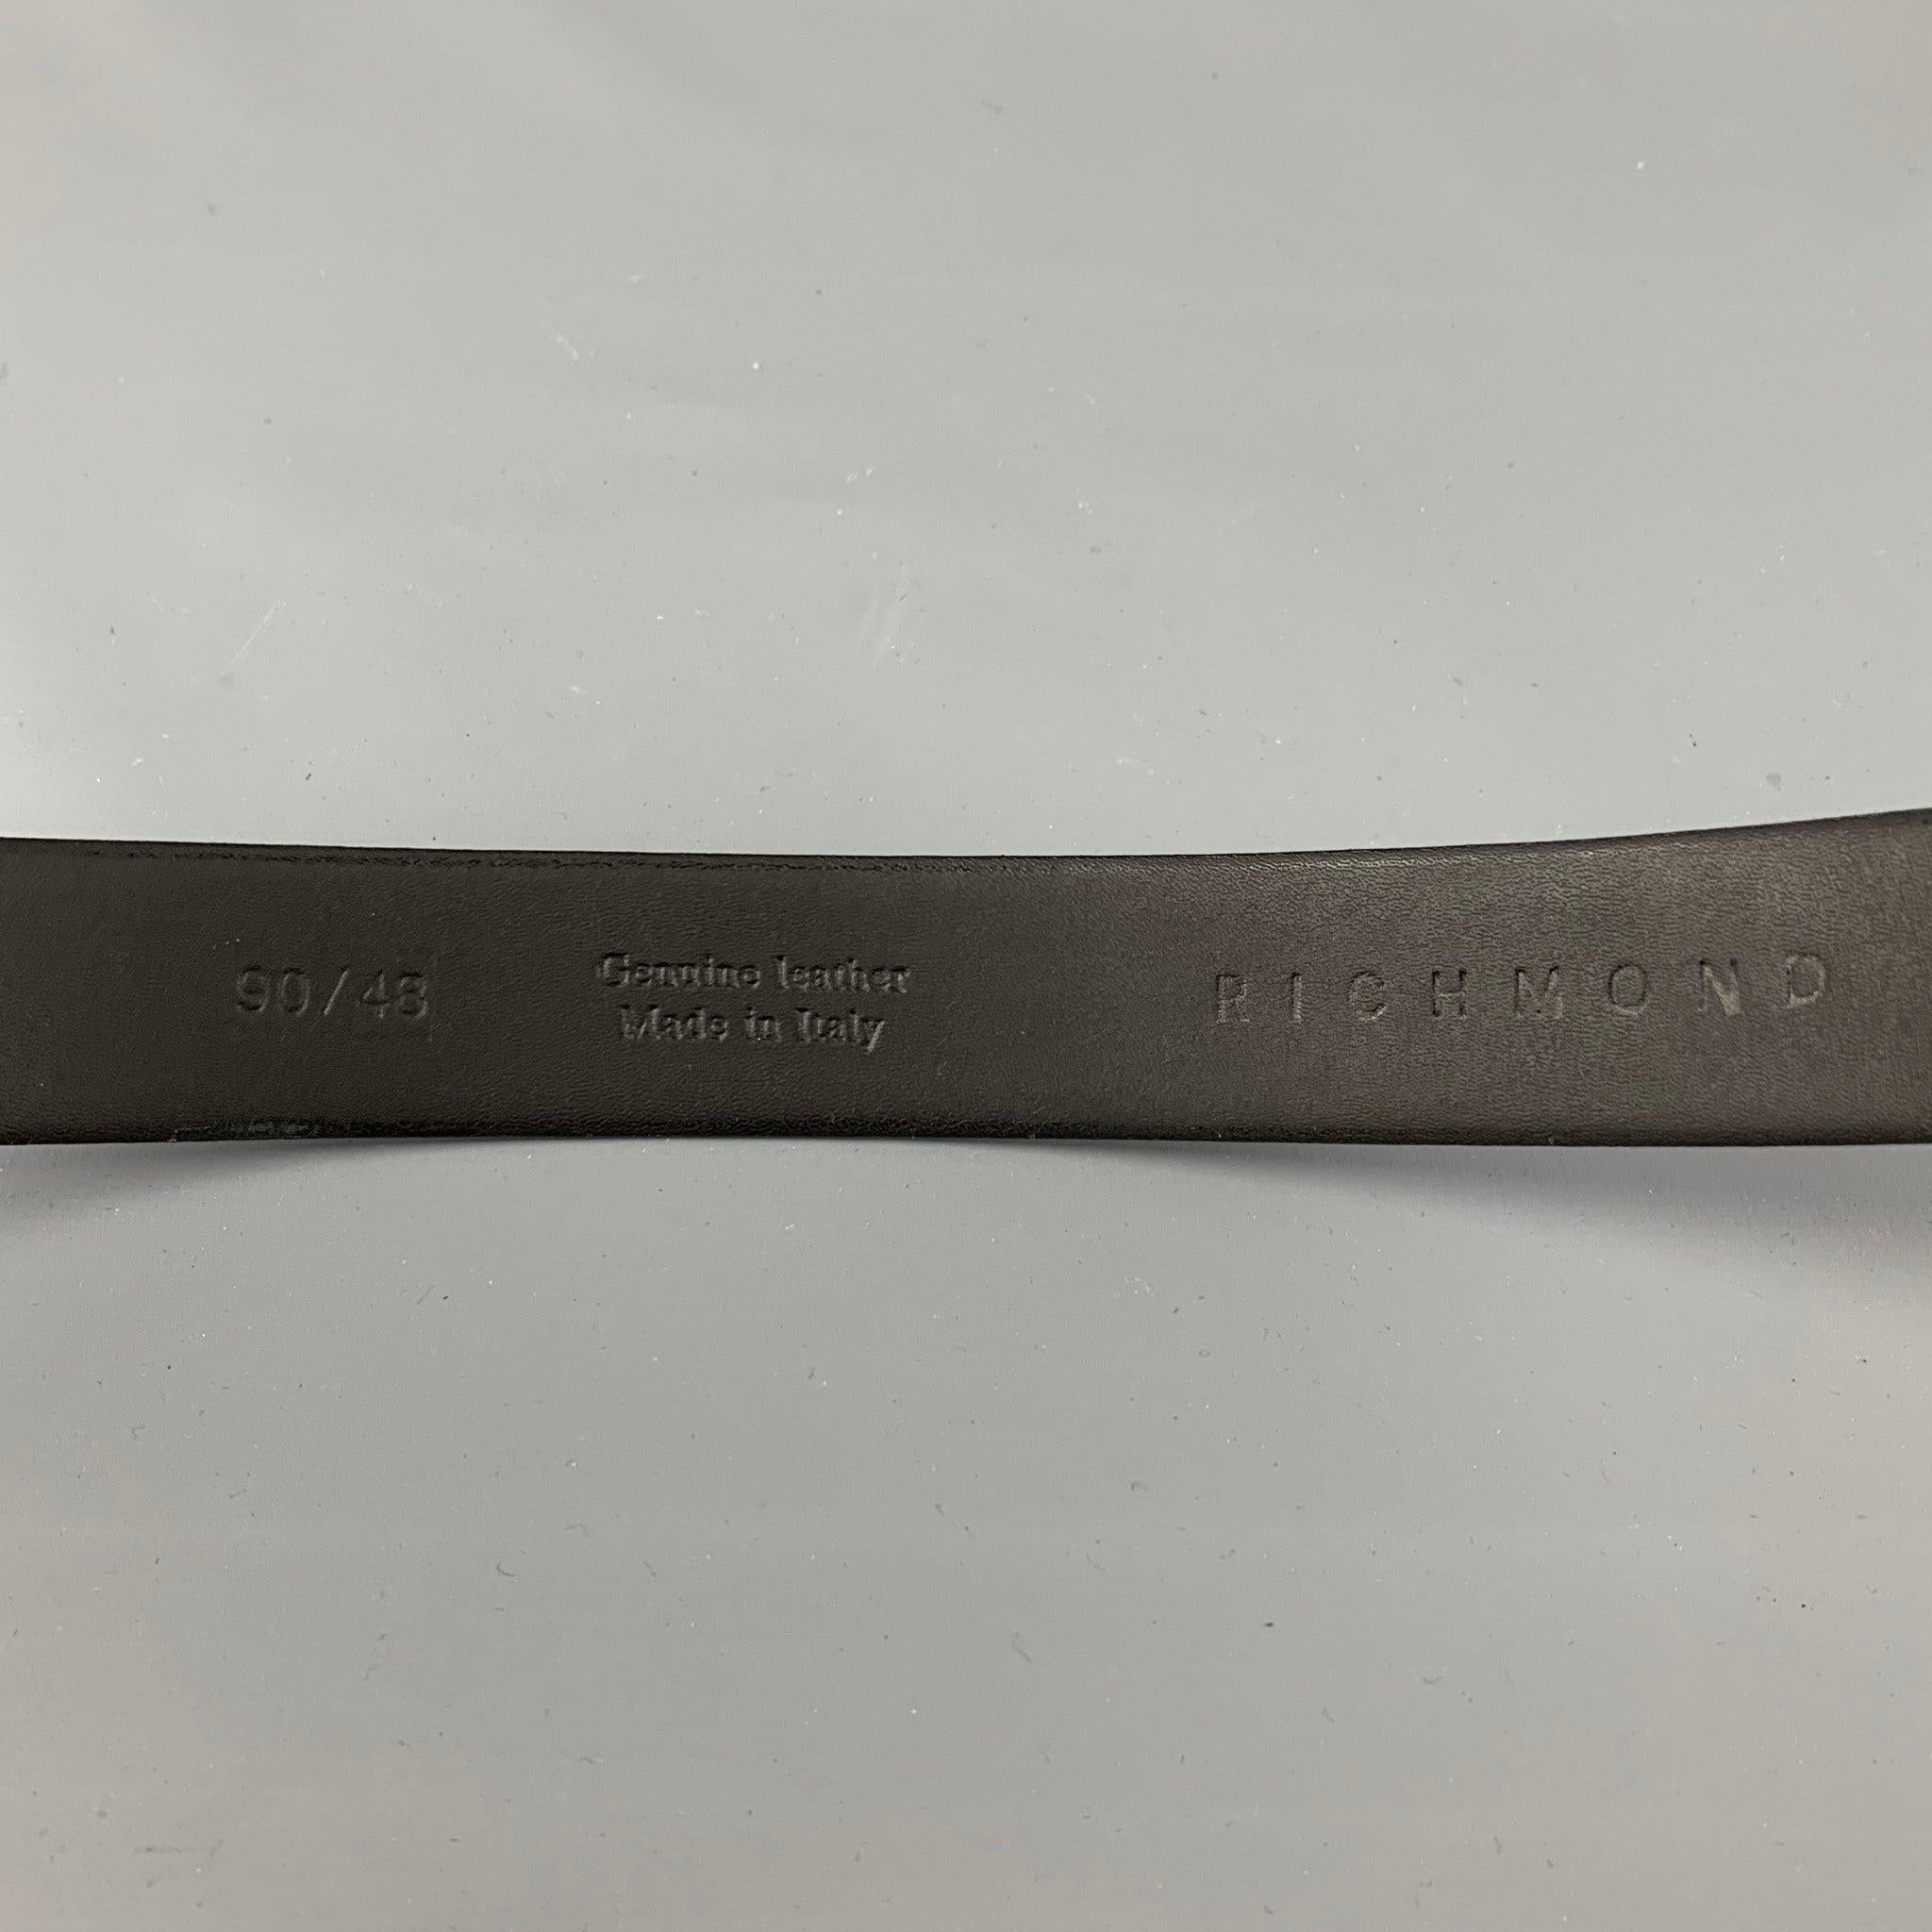 90/48
Genuine leather
Made in Italy
RICHMOND